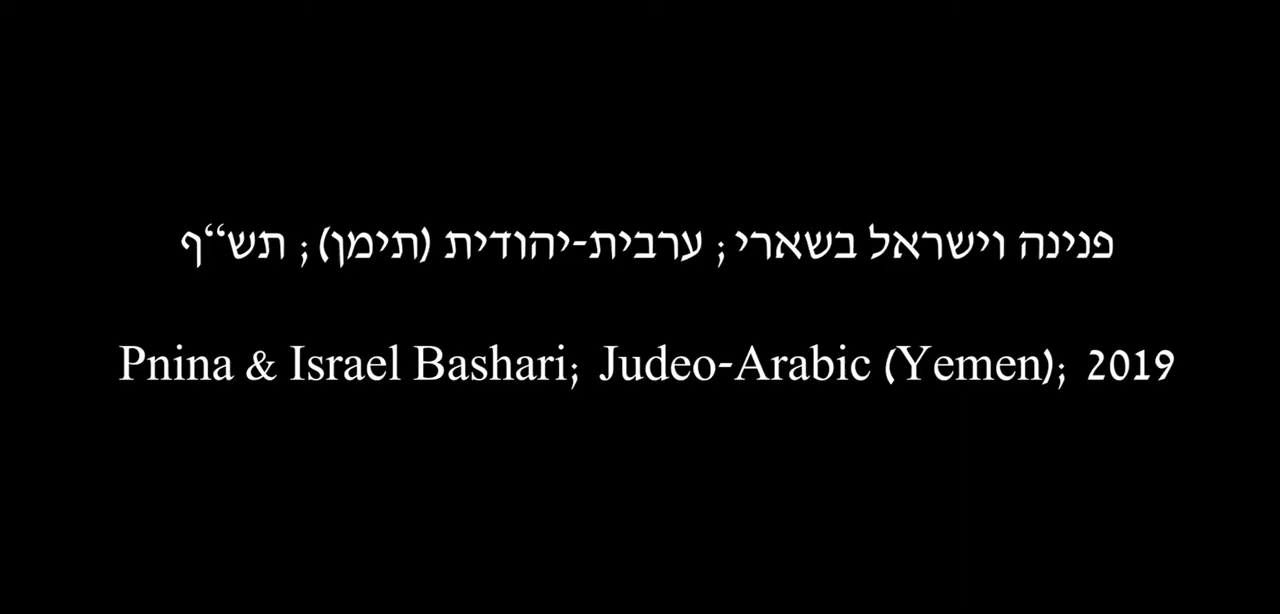 פנינה וישראל בשארי; ערבית-יהודית (תימן); תש“ף
Pnina & Israel Bashari; Judeo-Arabic (Yemen); 2019